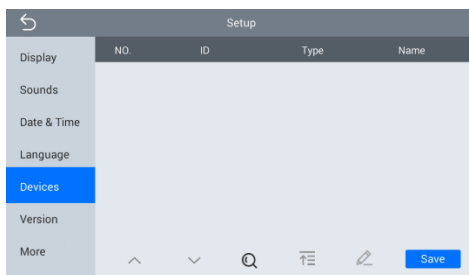 Setup
Display
NO. ID Type Name
Sounds
Date & Time
Language
Devices
Version
More
Save